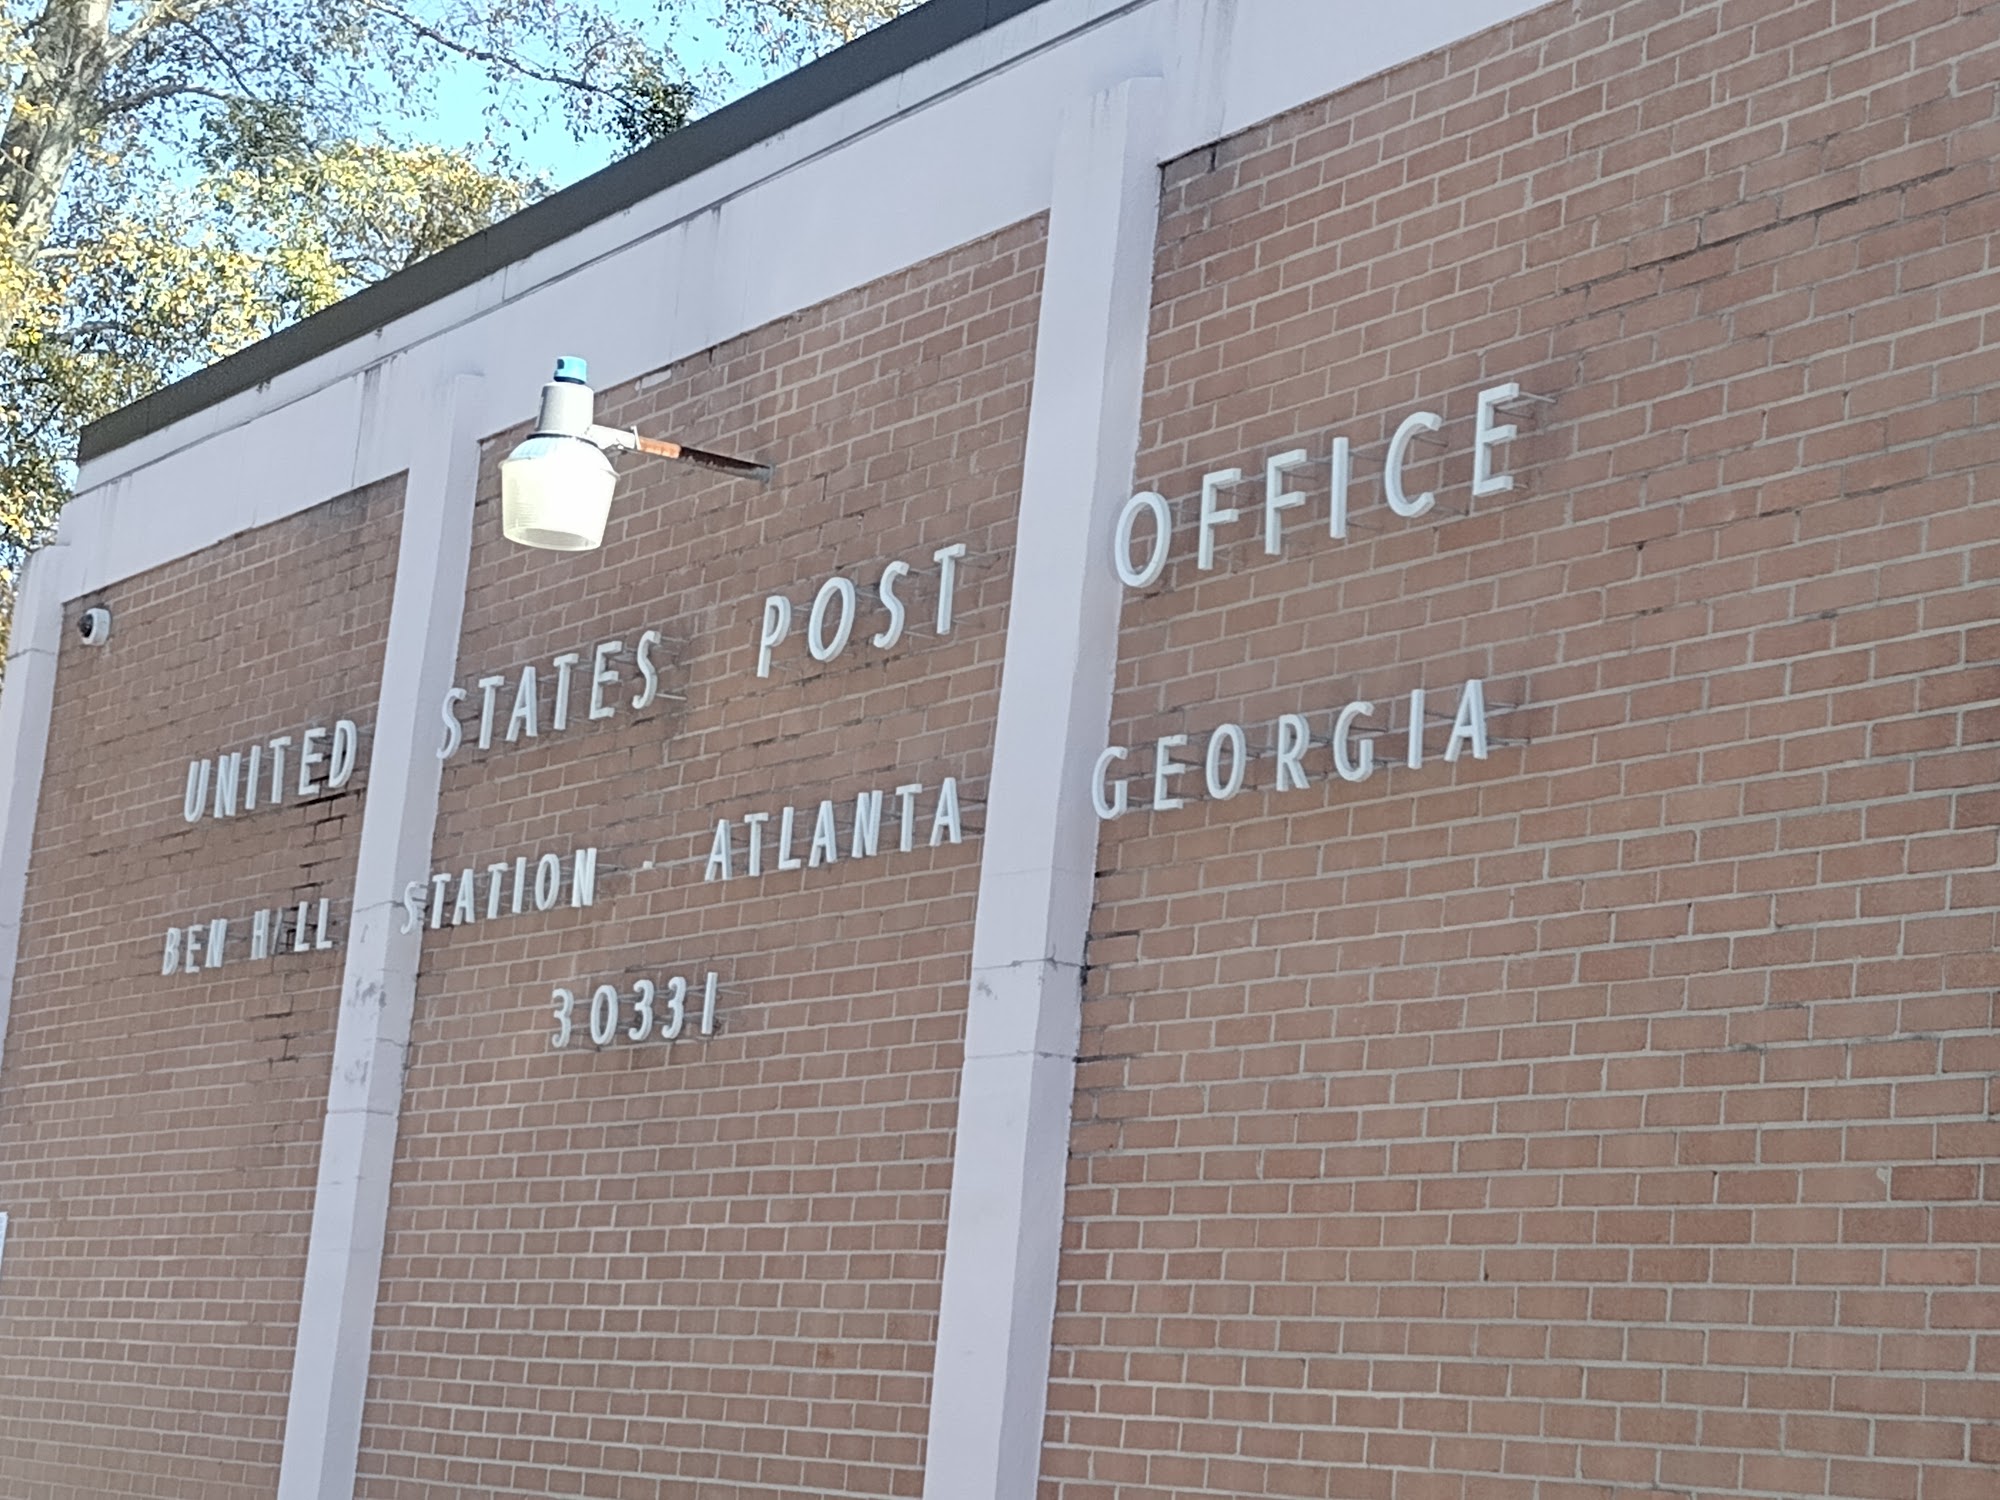 UNITED STATES POST OFFICE
BEN HILL STATION - ATLANTA GEORGIA
30331